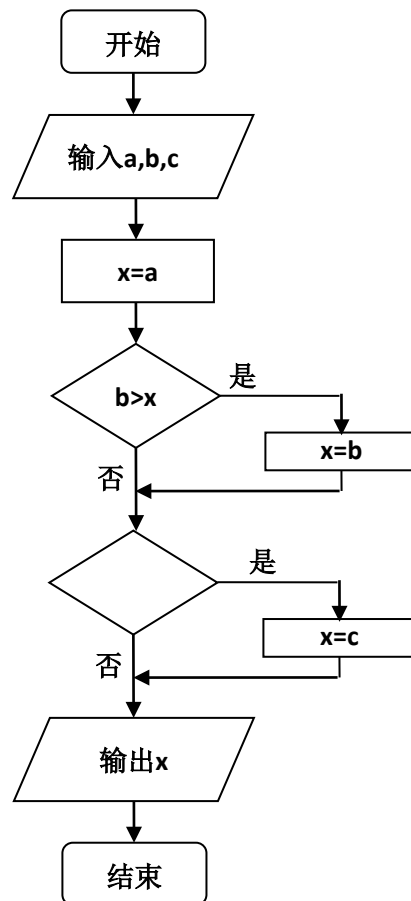 开始
输入a,b,c
x=a
b>x
是
x=b
否
是
x=c
否
输出x
结束